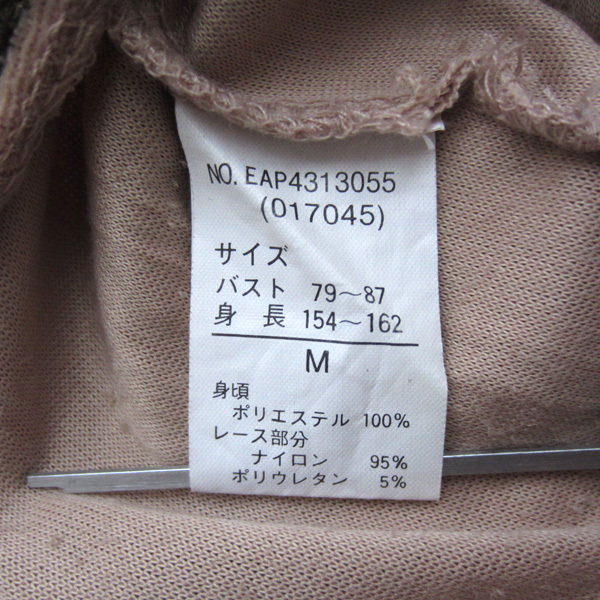 NO. EAP4313055
(017045)
サイズ
バスト 79～87
身 長 154～162
M
身頃
ポリエステル 100%
レース部分
ナイロン 95%
ポリウレタン 5%